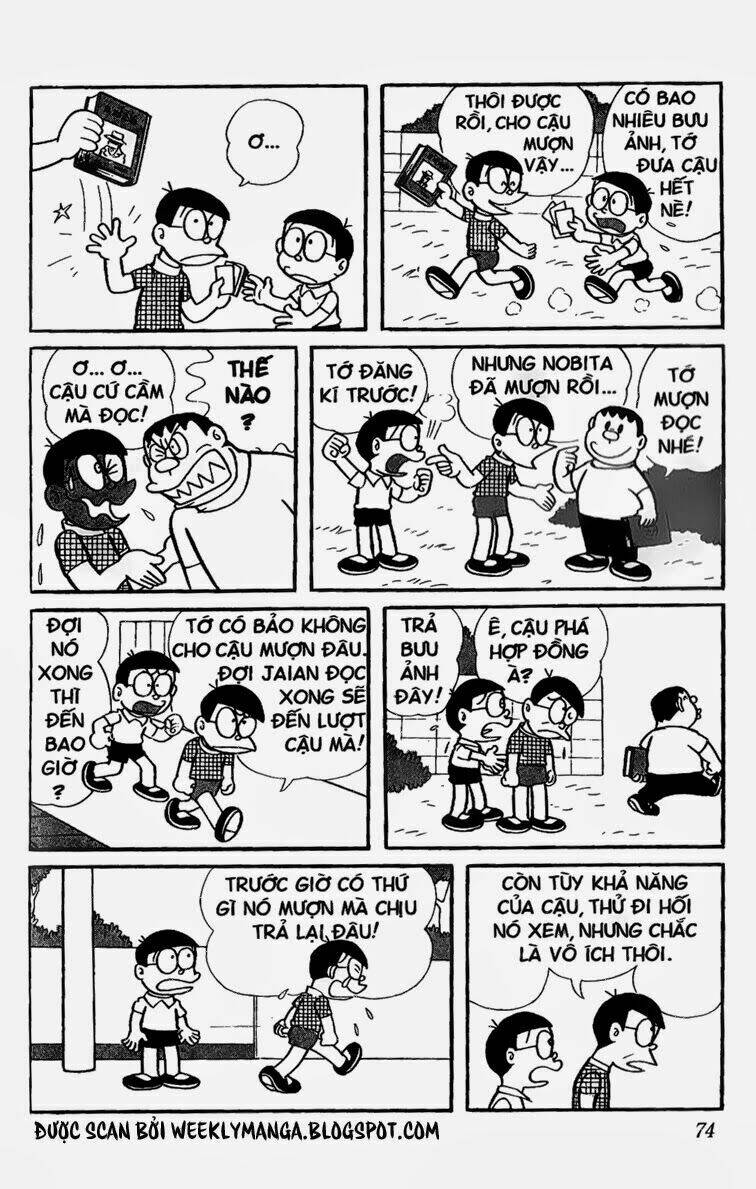 CÓ BAO
NHIÊU BƯU
ẢNH, TỚ
ĐƯA CẬU
HẾT
NÈ!
THÔI ĐƯỢC
RỒI, CHO CẬU
MƯỢN
VẬY...
Ơ...
TỚ
MƯỢN
ĐỌC
NHÉ!
NHƯNG NOBITA
ĐÃ MƯỢN RỒI...
TỚ ĐĂNG
KÍ TRƯỚC!
THẾ
NÀO
?
Ơ... Ơ...
CẬU CỨ CẦM
MÀ ĐỌC!
Ê, CẬU PHÁ
HỢP ĐỒNG
À?
TRẢ
BƯU
ẢNH
ĐÂY!
TỚ CÓ BẢO KHÔNG
CHO CẬU MƯỢN ĐÂU.
ĐỢI JAIAN ĐỌC
XONG SẼ
ĐẾN LƯỢT
CẬU MÀ!
ĐỢI
NÓ
XONG
THÌ
ĐẾN
BAO
GIỜ
?
CÒN TÙY KHẢ NĂNG
CỦA CẬU, THỬ ĐI HỐI
NÓ XEM, NHƯNG CHẮC
LÀ VÔ ÍCH THÔI.
TRƯỚC GIỜ CÓ THỨ
GÌ NÓ MƯỢN MÀ CHỊU
TRẢ LẠI ĐÂU!
ĐƯỢC SCAN BỞI WEEKLYMANGA.BLOGSPOT.COM
74